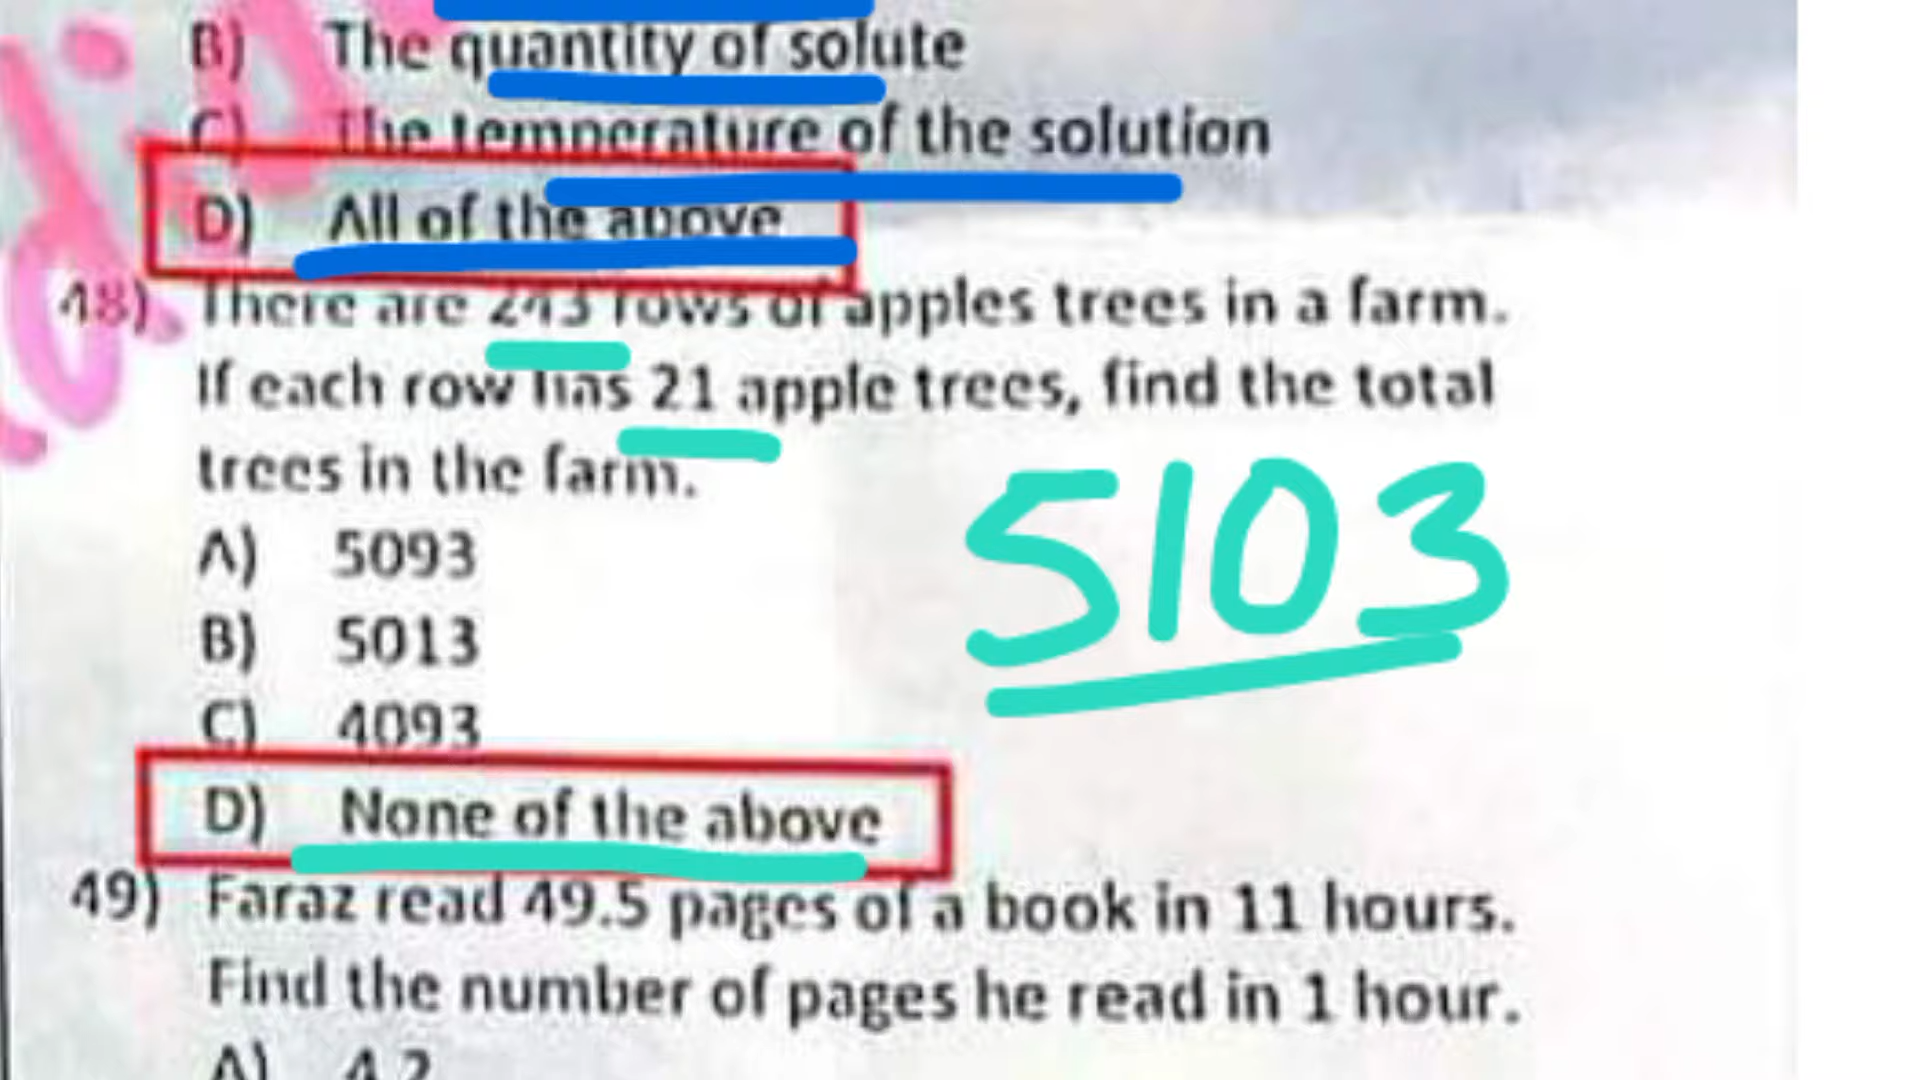 B) The quantity of solute
C) The temperature of the solution
D) All of the above
48) There are 243 rows of apples trees in a farm.
If each row has 21 apple trees, find the total
trees in the farm.
A) 5093
B) 5013
C) 4093
5103
D) None of the above
49) Faraz read 49.5 pages of a book in 11 hours.
Find the number of pages he read in 1 hour.
A) 4.2